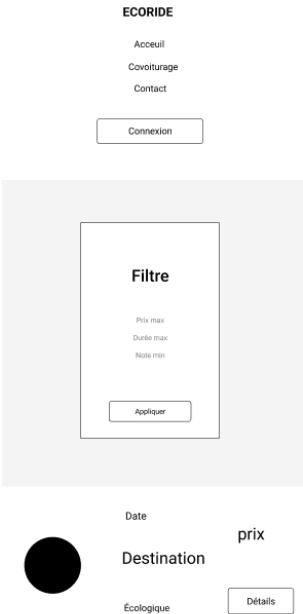 ECORIDE
Acceuil
Covoiturage
Contact
Connexion
Filtre
Prix max
Durée max
Note min
Appliquer
Date
prix
Destination
Écologique
Détails